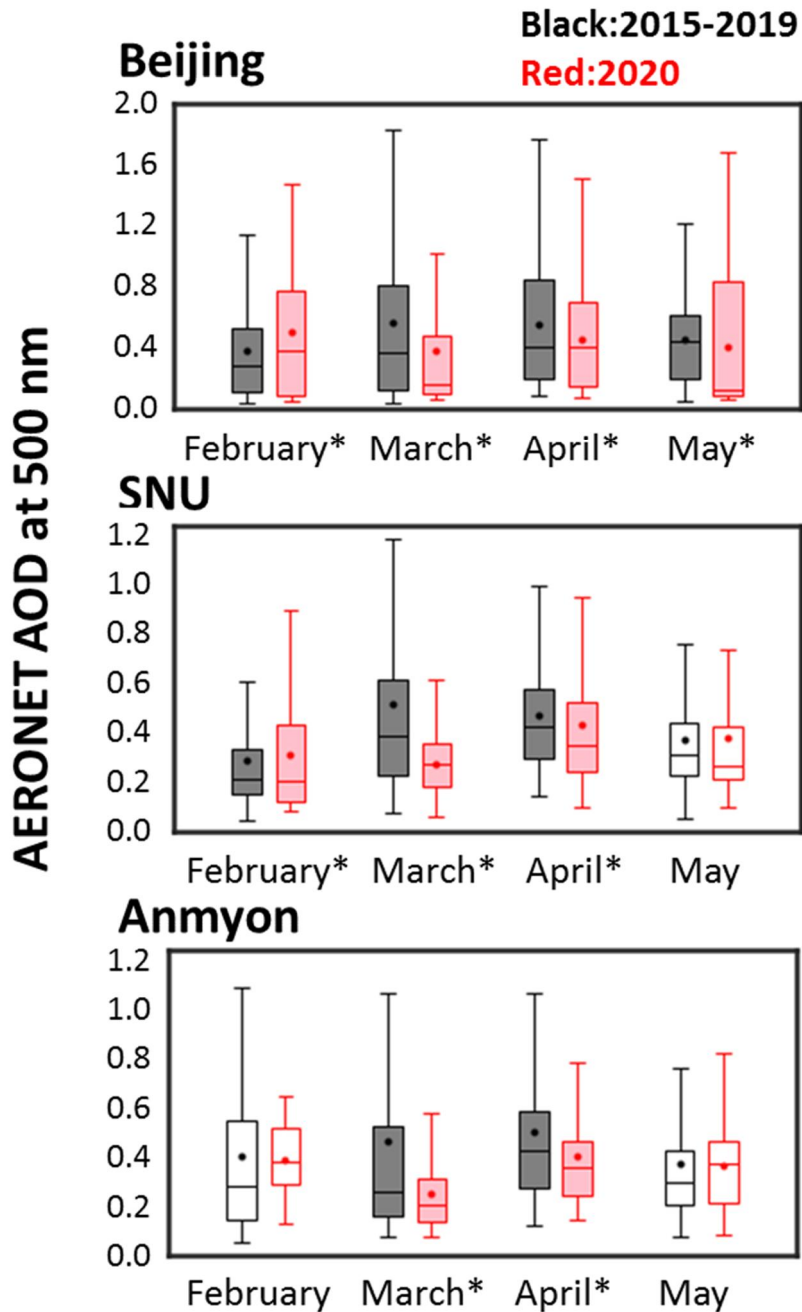 Black:2015-2019
Red:2020
Beijing
2.0
1.6
1.2
0.8
0.4
0.0
February* March* April* May*
SNU
1.2
1.0
0.8
0.6
0.4
0.2
0.0
February* March* April* May
Anmyon
1.2
1.0
0.8
0.6
0.4
0.2
0.0
February March* April* May
AERONET AOD at 500 nm